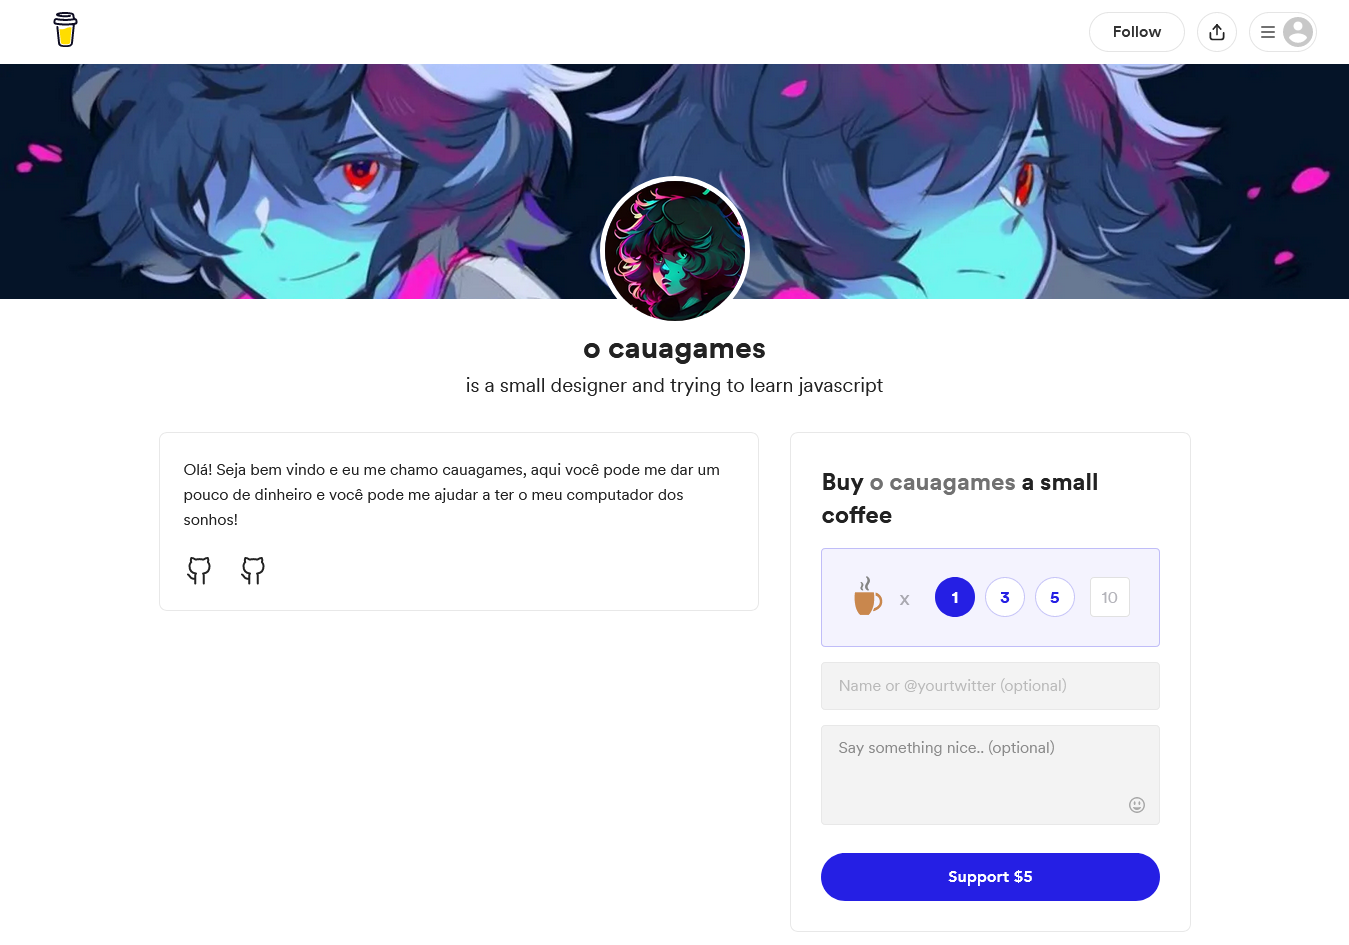 Follow
o cauagames
is a small designer and trying to learn javascript
Olá! Seja bem vindo e eu me chamo cauagames, aqui você pode me dar um
pouco de dinheiro e você pode me ajudar a ter o meu computador dos
sonhos!
Buy o cauagames a small
coffee
x 1 3 5 10
Name or @yourtwitter (optional)
Say something nice.. (optional)
Support $5